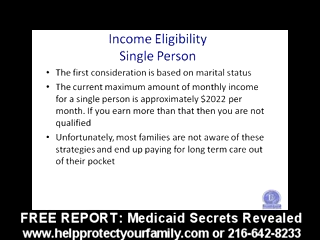 Income Eligibility
Single Person
• The first consideration is based on marital status
• The current maximum amount of monthly income
for a single person is approximately $2022 per
month. If you earn more than that then you are not
qualified
• Unfortunately, most families are not aware of these
strategies and end up paying for long term care out
of their pocket
FREE REPORT: Medicaid Secrets Revealed
www.helpprotectyourfamily.com or 216-642-8233